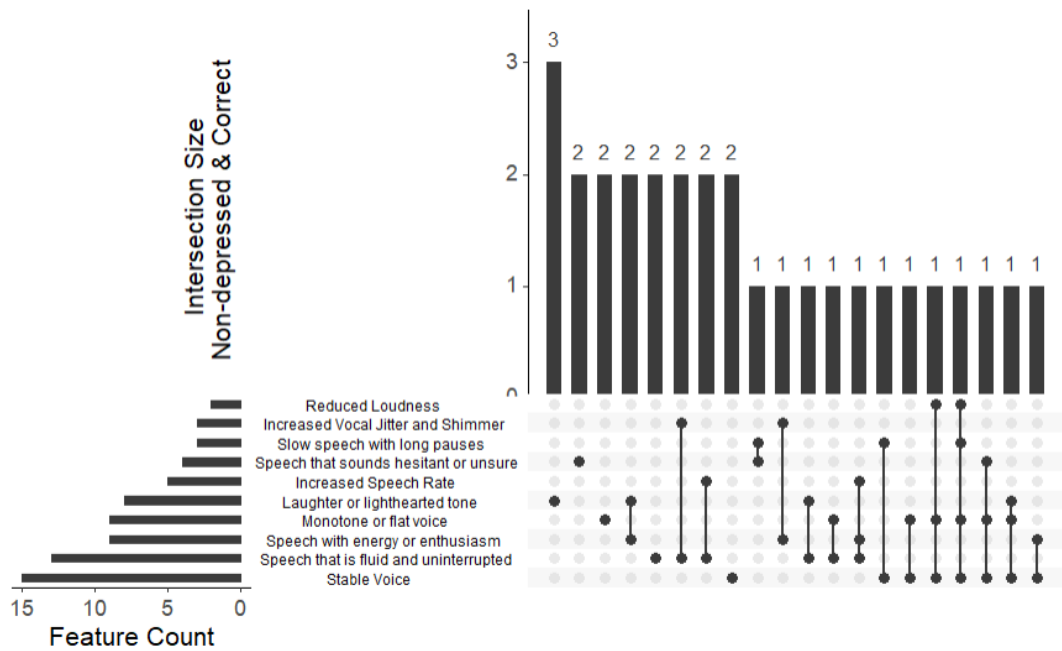 Intersection Size
Non-depressed & Correct
3
2
1
0
3
2 2 2 2 2 2 2
1 1 1 1 1 1 1 1 1 1 1 1
Reduced Loudness
Increased Vocal Jitter and Shimmer
Slow speech with long pauses
Speech that sounds hesitant or unsure
Increased Speech Rate
Laughter or lighthearted tone
Monotone or flat voice
Speech with energy or enthusiasm
Speech that is fluid and uninterrupted
Stable Voice
15 10 5 0
Feature Count